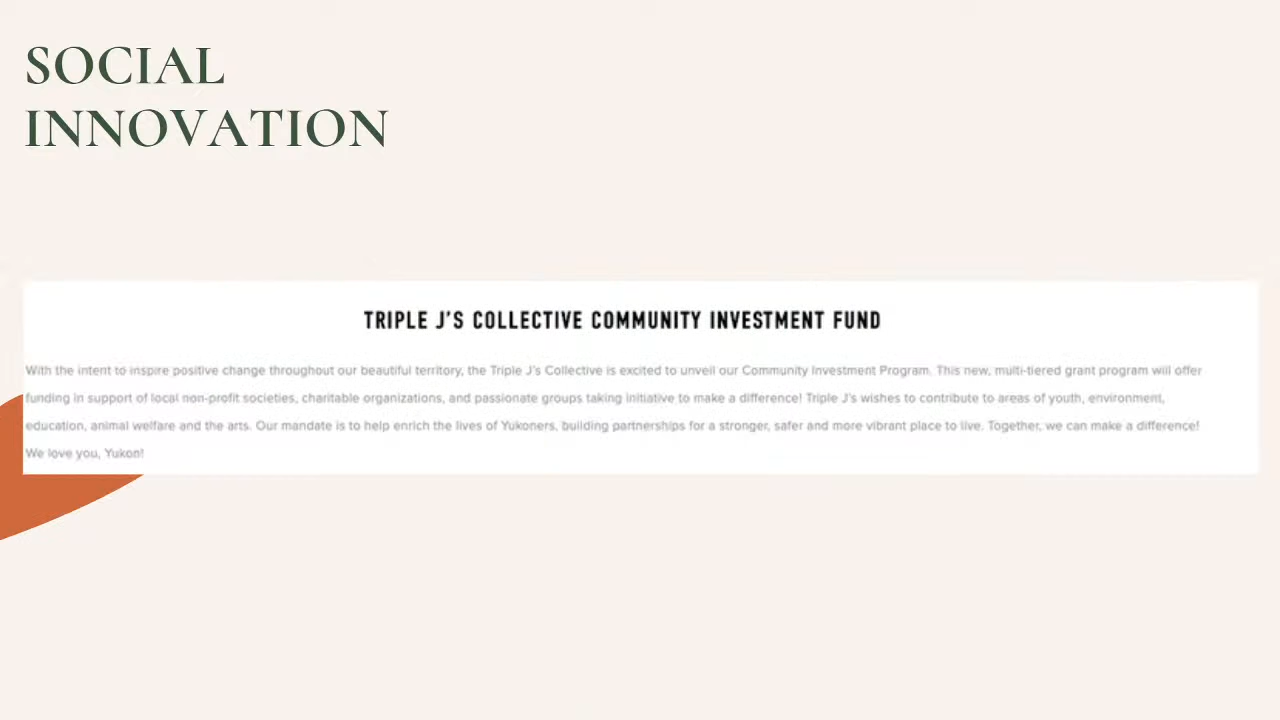 SOCIAL
INNOVATION
TRIPLE J'S COLLECTIVE COMMUNITY INVESTMENT FUND
With the intent to inspire positive change throughout our beautiful territory, the Triple J's Collective is excited to unveil our Community Investment Program. This new, multi-tiered grant program will offer
funding in support of local non-profit societies, charitable organizations, and passionate groups taking initiative to make a difference! Triple J's wishes to contribute to areas of youth, environment,
education, animal welfare and the arts. Our mandate is to help enrich the lives of Yukoners, building partnerships for a stronger, safer and more vibrant place to live. Together, we can make a difference!
We love you, Yukon!